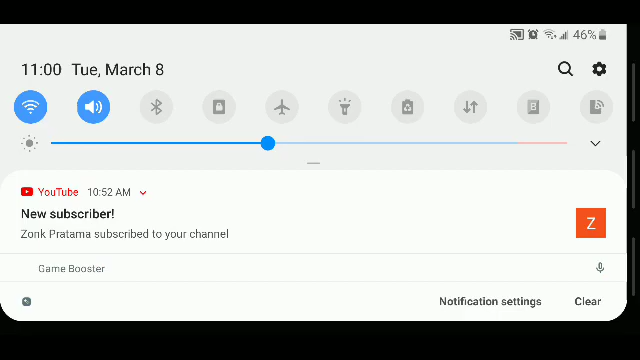 46%
11:00 Tue, March 8
B
YouTube 10:52 AM
New subscriber!
Zonk Pratama subscribed to your channel
Z
Game Booster
Notification settings Clear